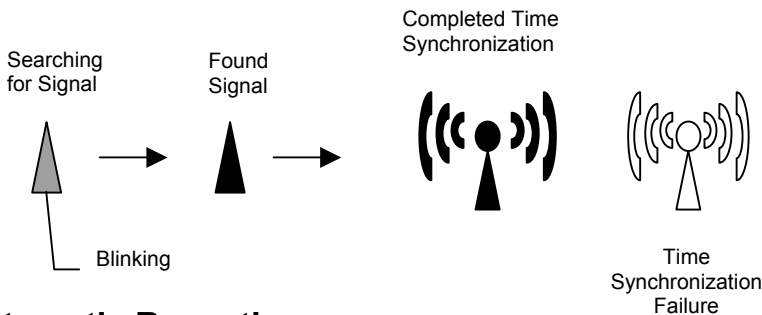 Completed Time
Synchronization
Searching
for Signal
Found
Signal
Blinking
Time
Synchronization
Failure